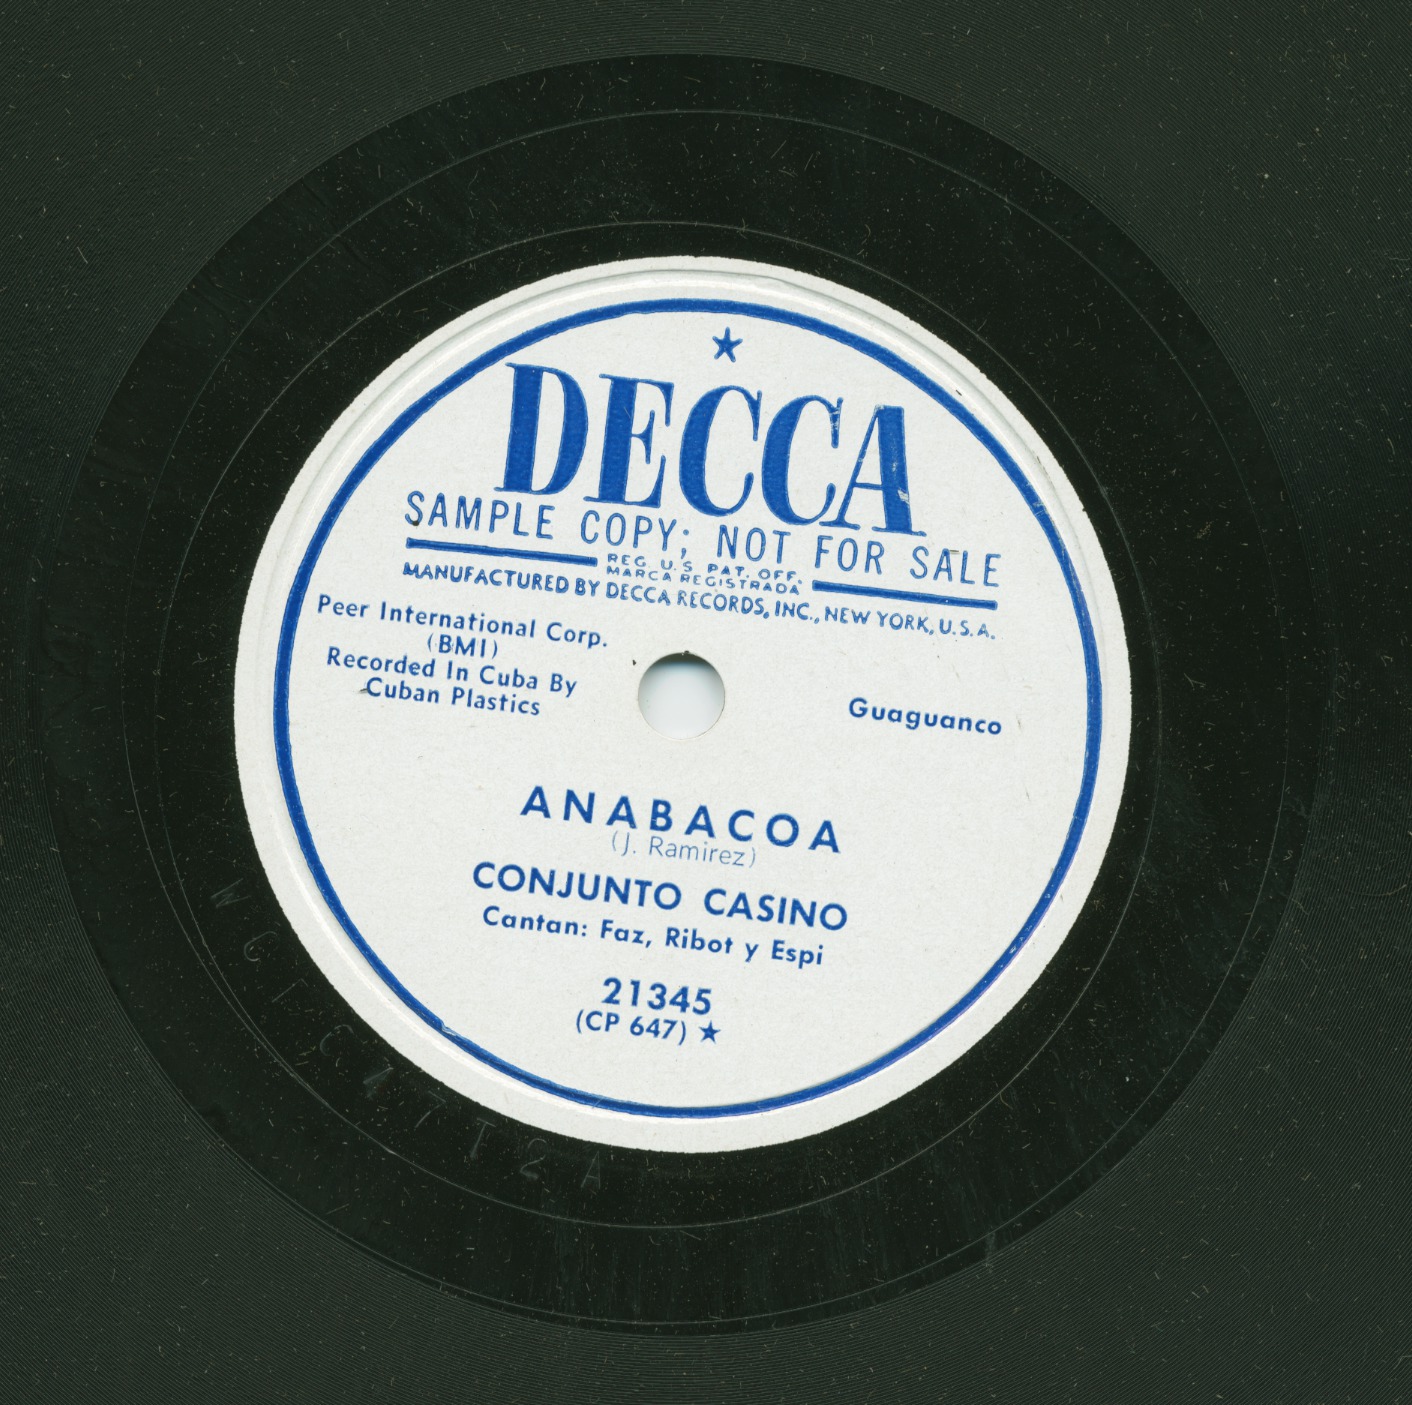 DECCA
SAMPLE COPY; NOT FOR SALE
REG. U.S. PAT. OFF.
MARCA REGISTRADA
MANUFACTURED BY DECCA RECORDS, INC., NEW YORK, U.S.A.
Peer International Corp.
(BMI)
Recorded In Cuba By
Cuban Plastics
Guaguanco
ANABACOA
(J. Ramirez)
CONJUNTO CASINO
Cantan: Faz, Ribot y Espi
21345
(CP 647) ★